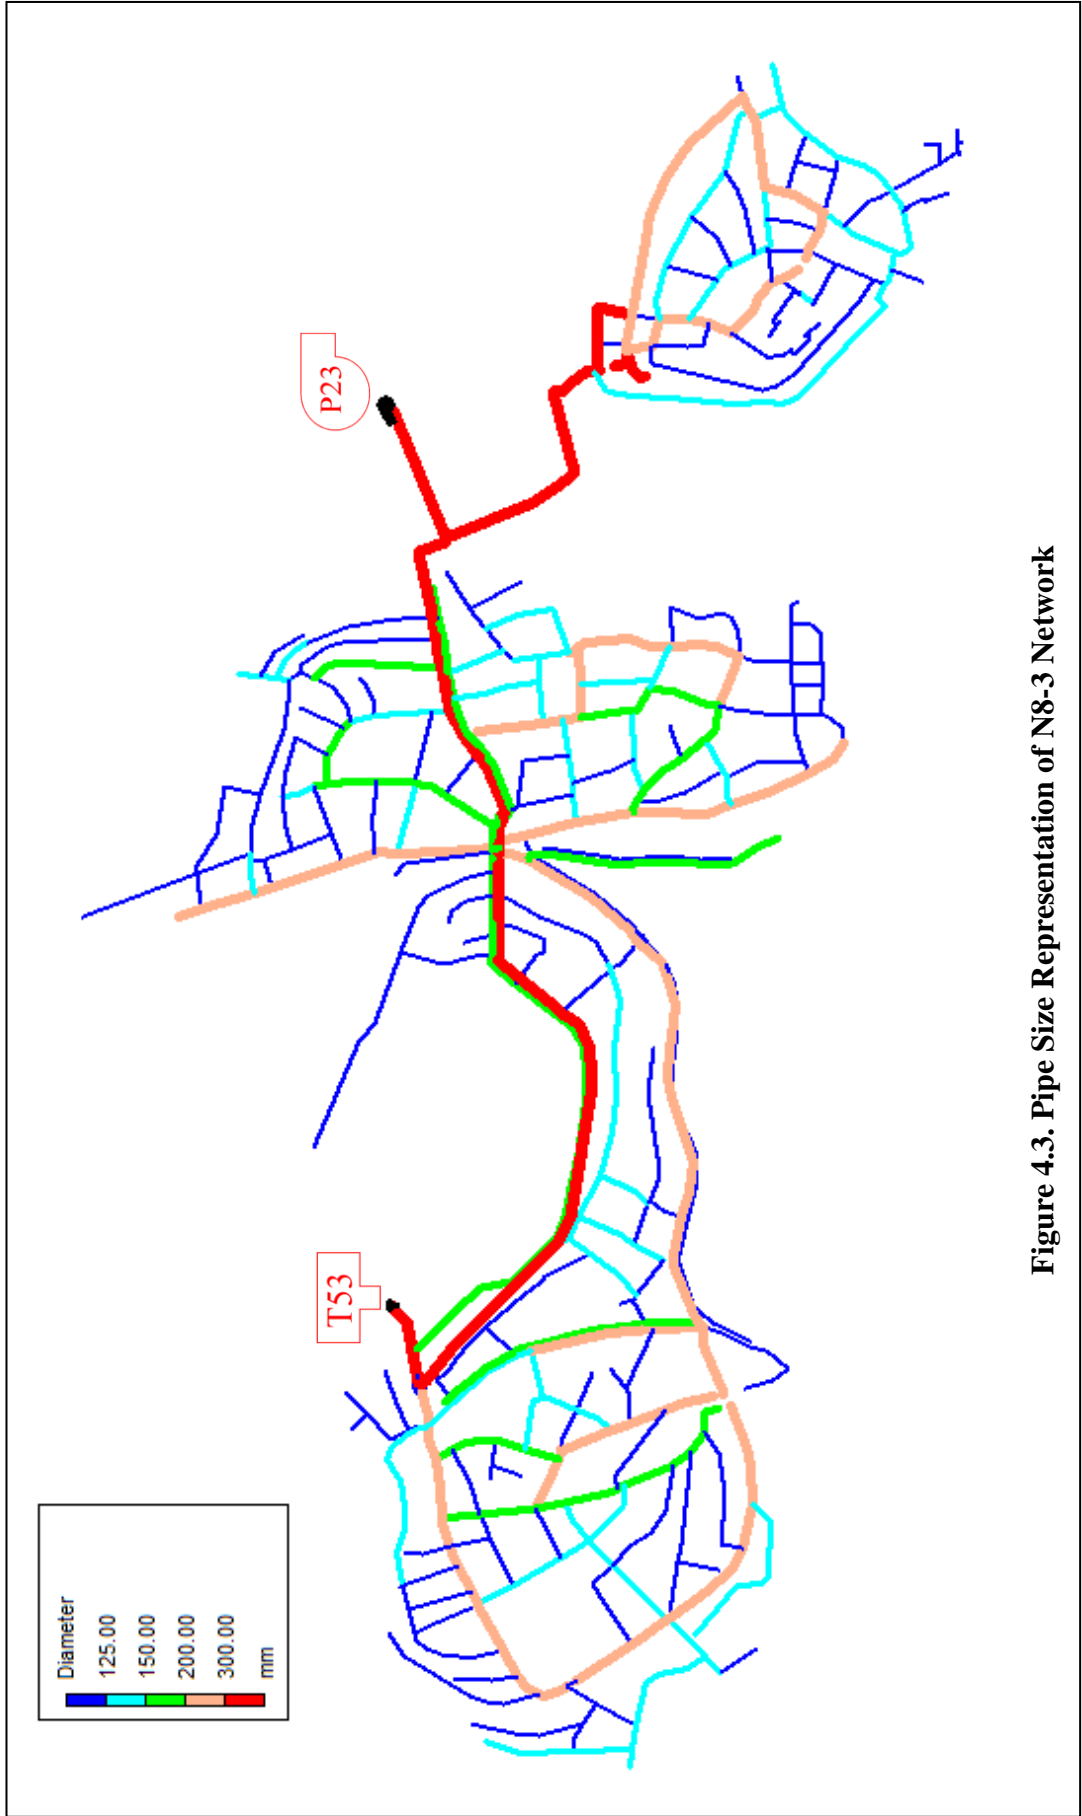 Diameter
125.00
150.00
200.00
300.00
mm
T53
P23
Figure 4.3. Pipe Size Representation of N8-3 Network